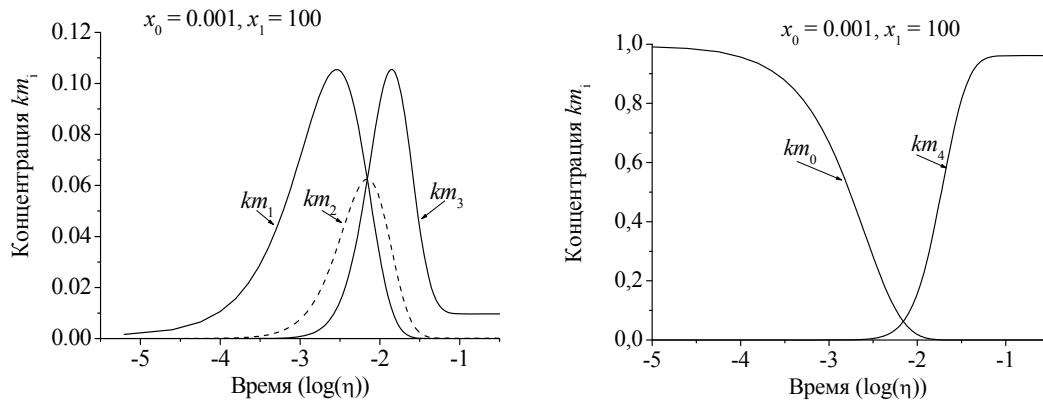 x₀ = 0.001, x₁ = 100
Концентрация kmᵢ
0.12
0.10
0.08
0.06
0.04
0.02
0.00
km₁
km₂
km₃
-5 -4 -3 -2 -1
Время (log(η))
x₀ = 0.001, x₁ = 100
Концентрация kmᵢ
1,0
0,8
0,6
0,4
0,2
0,0
km₀
km₄
-5 -4 -3 -2 -1
Время (log(η))